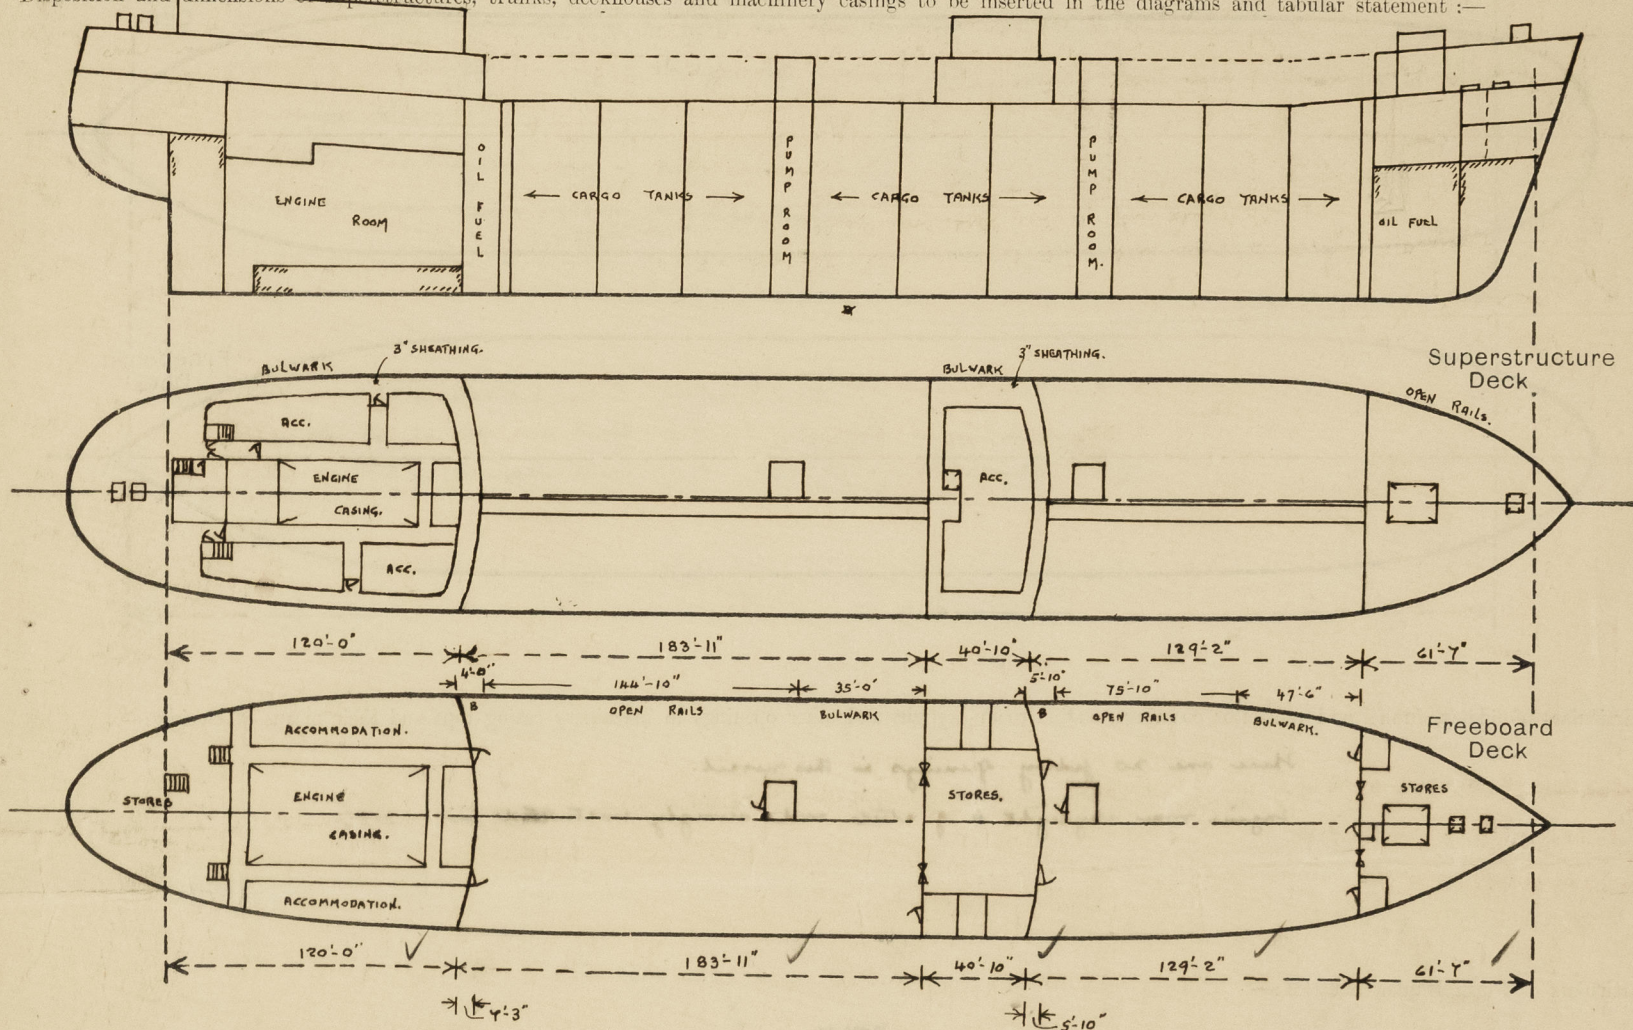 Disposition and dimensions of superstructures, trunks, deckhouses and machinery casings to be inserted in the diagrams and tabular statement :—
ENGINE
ROOM
OIL FUEL
CARGO TANKS
PUMP ROOM
CARGO TANKS
PUMP ROOM.
CARGO TANKS
OIL FUEL
BULWARK
3" SHEATHING.
BULWARK
3" SHEATHING.
Superstructure
Deck
OPEN RAILS.
ACC.
ENGINE
CASING.
ACC.
ACC.
120'-0"
183'-11"
40'-10"
129'-2"
61'-7"
4'-0"
144'-10"
35'-0"
5'-10"
75'-10"
47'-6"
B
OPEN RAILS
BULWARK
B
OPEN RAILS
BULWARK.
Freeboard
Deck
ACCOMMODATION.
STORES
ENGINE
CASING.
STORES.
STORES
ACCOMMODATION.
120'-0"
183'-11"
40'-10"
129'-2"
61'-7"
5'-10"